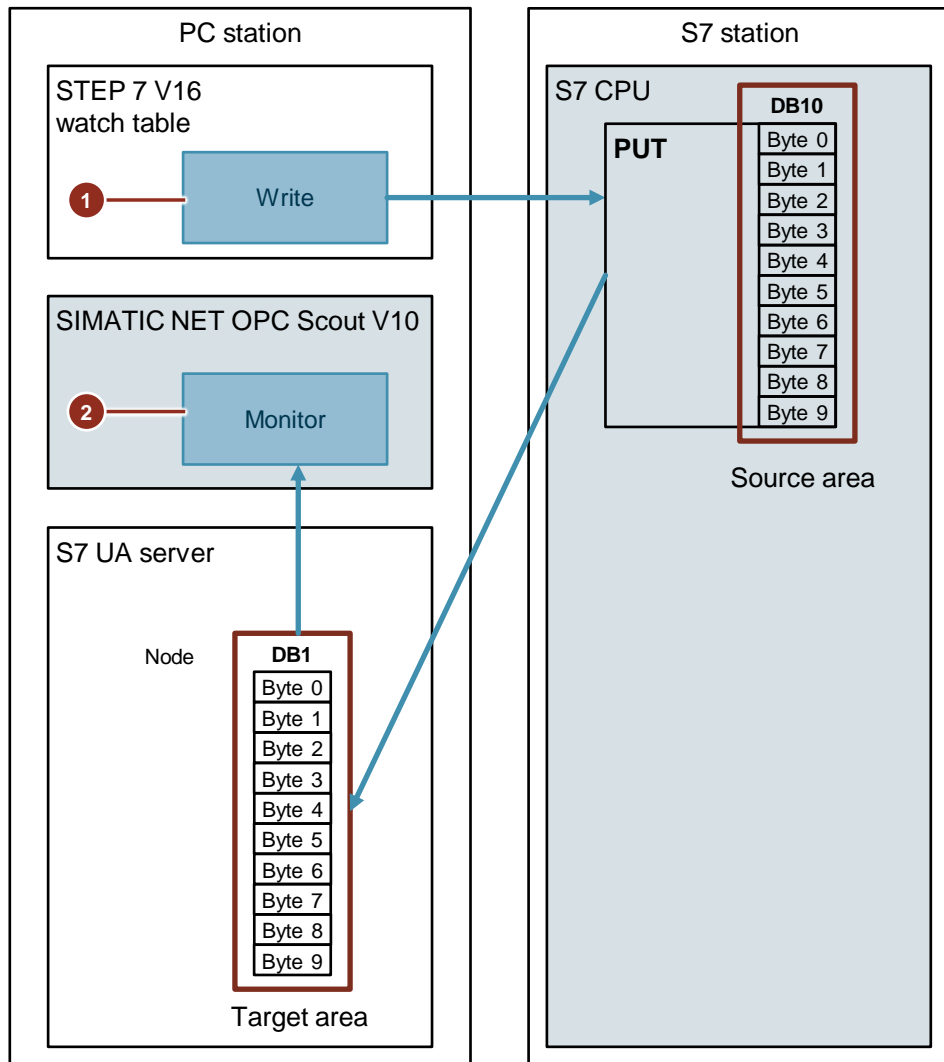 PC station
STEP 7 V16
watch table
1
Write
SIMATIC NET OPC Scout V10
2
Monitor
S7 UA server
Node
DB1
Byte 0
Byte 1
Byte 2
Byte 3
Byte 4
Byte 5
Byte 6
Byte 7
Byte 8
Byte 9
Target area
S7 station
S7 CPU
PUT
DB10
Byte 0
Byte 1
Byte 2
Byte 3
Byte 4
Byte 5
Byte 6
Byte 7
Byte 8
Byte 9
Source area